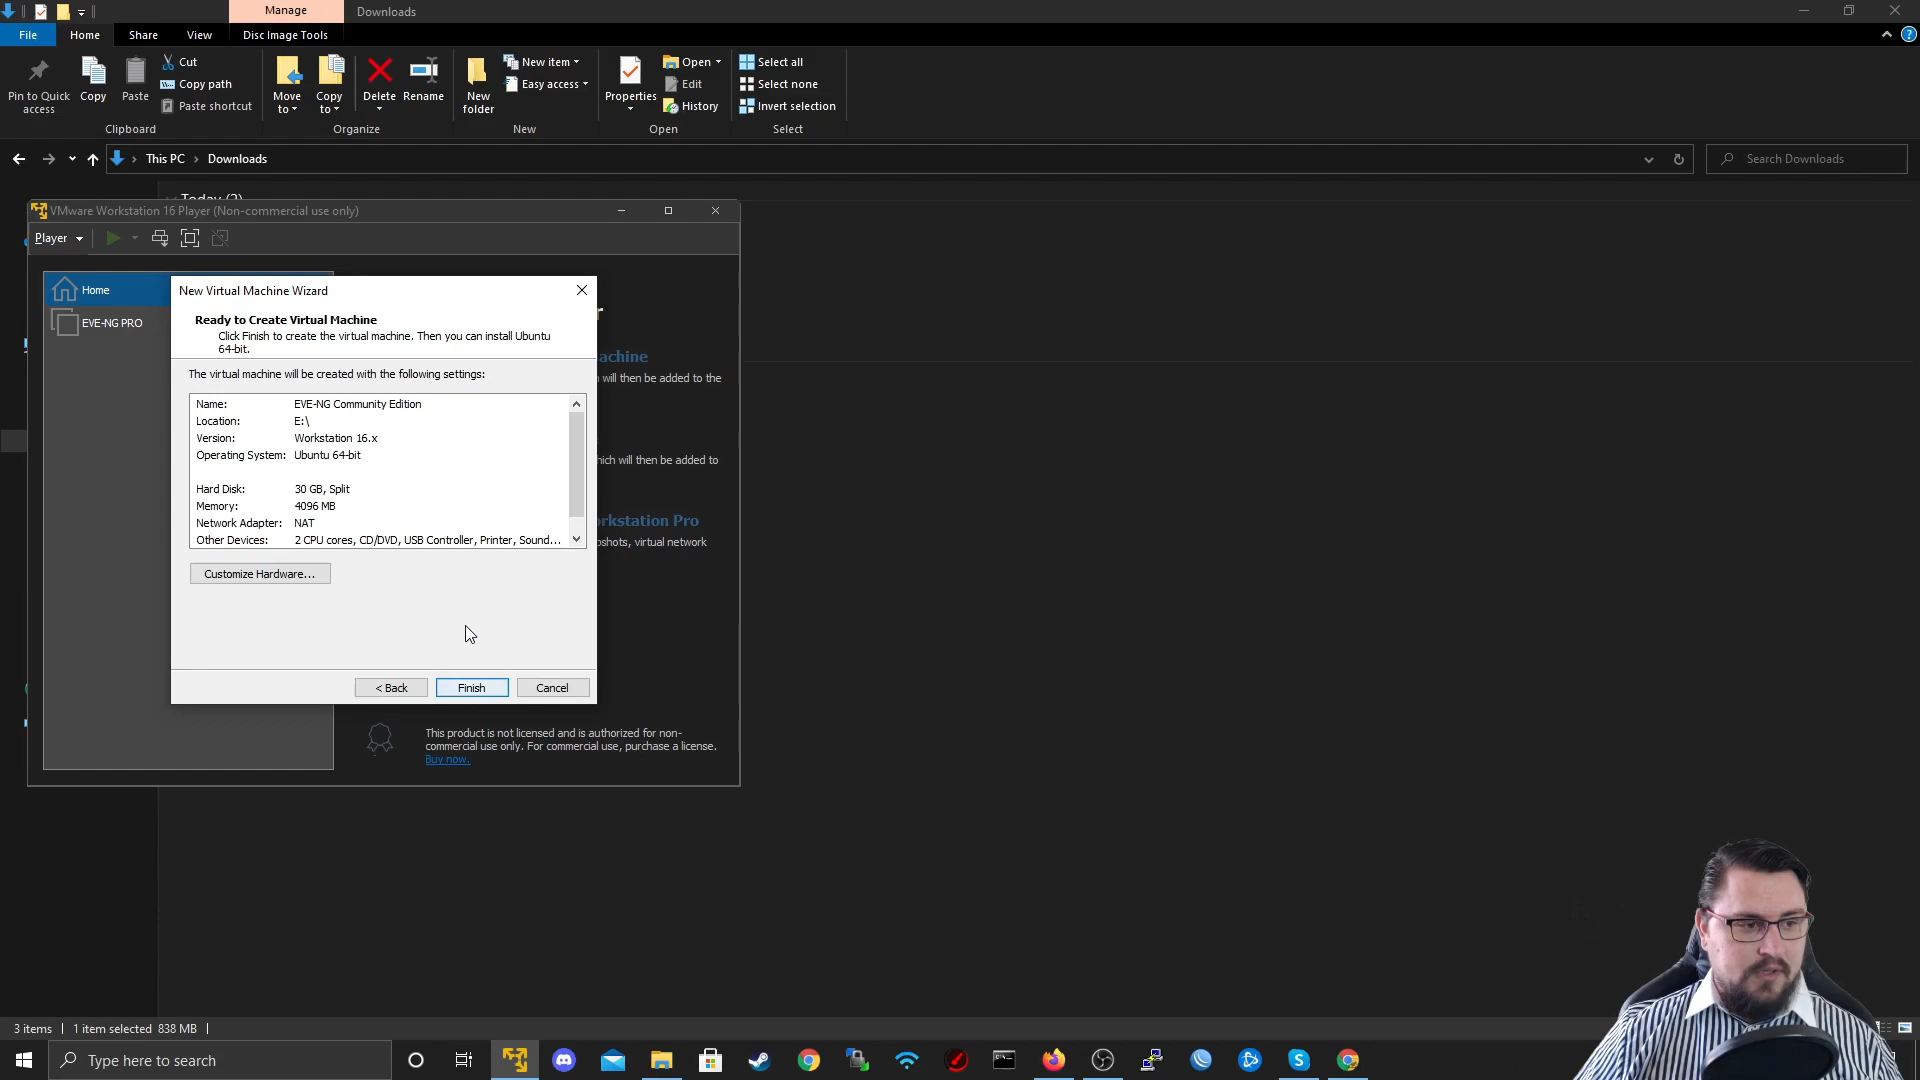 Manage
Downloads
File
Home
Share
View
Disc Image Tools
Pin to Quick access
Copy
Paste
Cut
Copy path
Paste shortcut
Clipboard
Move to
Copy to
Delete
Rename
Organize
New folder
New item
Easy access
New
Properties
Open
Edit
History
Open
Select all
Select none
Invert selection
Select
This PC
Downloads
Search Downloads
VMware Workstation 16 Player (Non-commercial use only)
Player
Home
EVE-NG PRO
New Virtual Machine Wizard
Ready to Create Virtual Machine
Click Finish to create the virtual machine. Then you can install Ubuntu
64-bit.
The virtual machine will be created with the following settings:
Name: EVE-NG Community Edition
Location: E:\
Version: Workstation 16.x
Operating System: Ubuntu 64-bit
Hard Disk: 30 GB, Split
Memory: 4096 MB
Network Adapter: NAT
Other Devices: 2 CPU cores, CD/DVD, USB Controller, Printer, Sound...
Customize Hardware...
< Back
Finish
Cancel
achine
will then be added to the
hich will then be added to
rkstation Pro
pshots, virtual network
This product is not licensed and is authorized for non-
commercial use only. For commercial use, purchase a license.
Buy now.
3 items
1 item selected 838 MB
Type here to search